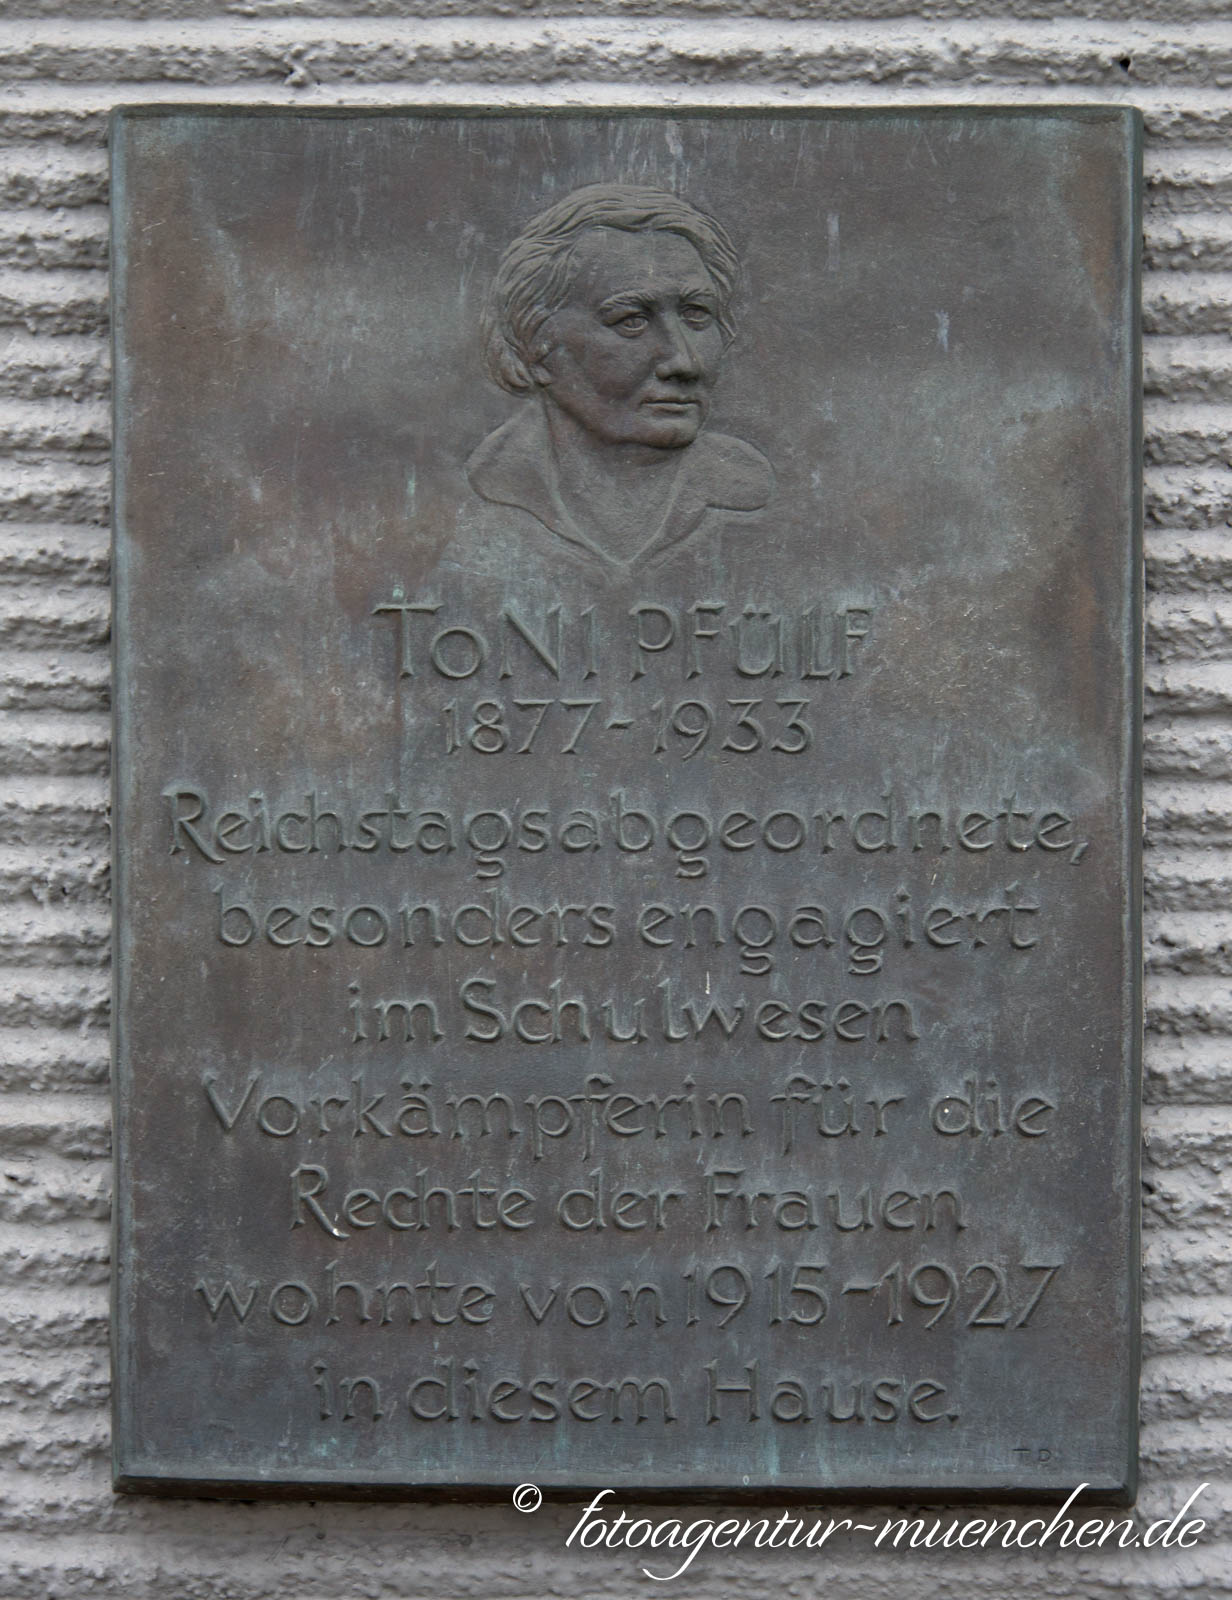 ToNI PFÜLF
1877-1933
Reichstagsabgeordnete,
besonders engagiert
im Schulwesen
Vorkämpferin für die
Rechte der Frauen
wohnte von 1915-1927
in diesem Hause.
T D
© fotoagentur-muenchen.de